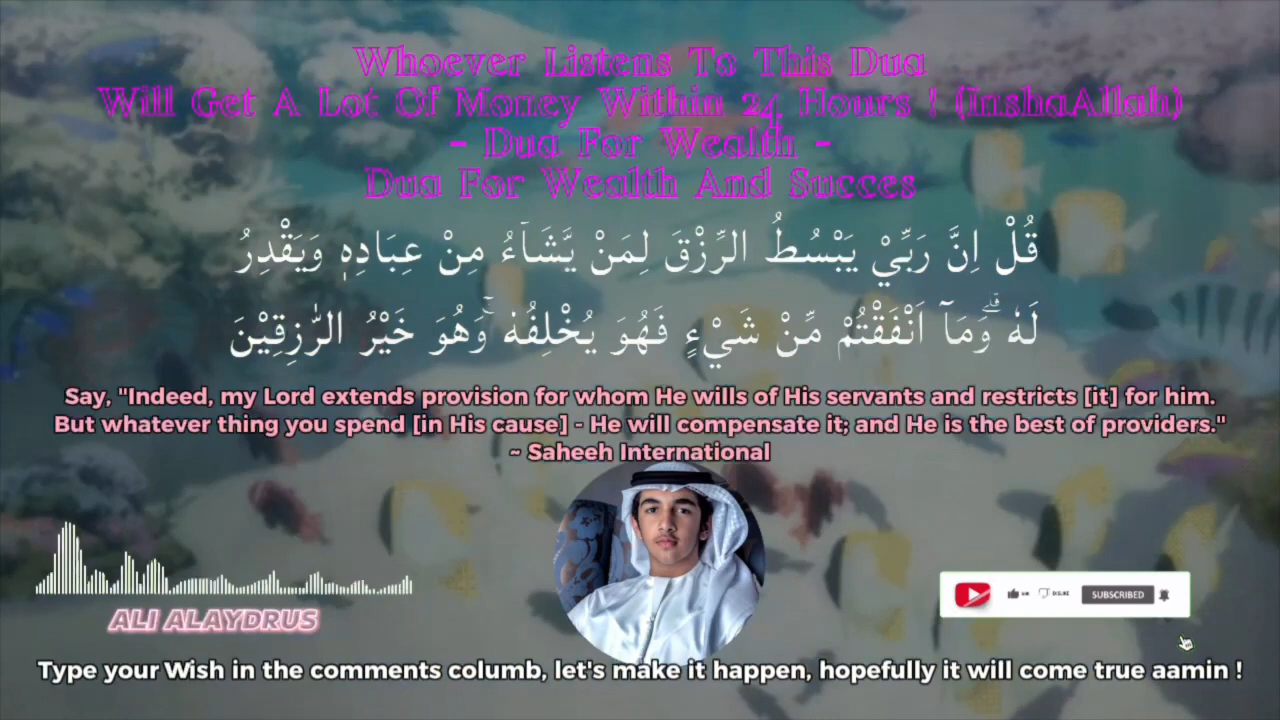 Whoever Listens To This Dua
Will Get A Lot Of Money Within 24 Hours ! (InshaAllah)
- Dua For Wealth -
Dua For Wealth And Succes
قُلْ اِنَّ رَبِّيْ يَبْسُطُ الرِّزْقَ لِمَنْ يَّشَاۤءُ مِنْ عِبَادِهٖ وَيَقْدِرُ
لَهٗ ۗوَمَآ اَنْفَقْتُمْ مِّنْ شَيْءٍ فَهُوَ يُخْلِفُهٗ ۚوَهُوَ خَيْرُ الرّٰزِقِيْنَ
Say, "Indeed, my Lord extends provision for whom He wills of His servants and restricts [it] for him.
But whatever thing you spend [in His cause] - He will compensate it; and He is the best of providers."
~ Saheeh International
DISLIKE SUBSCRIBED
ALI ALAYDRUS
Type your Wish in the comments columb, let's make it happen, hopefully it will come true aamin !